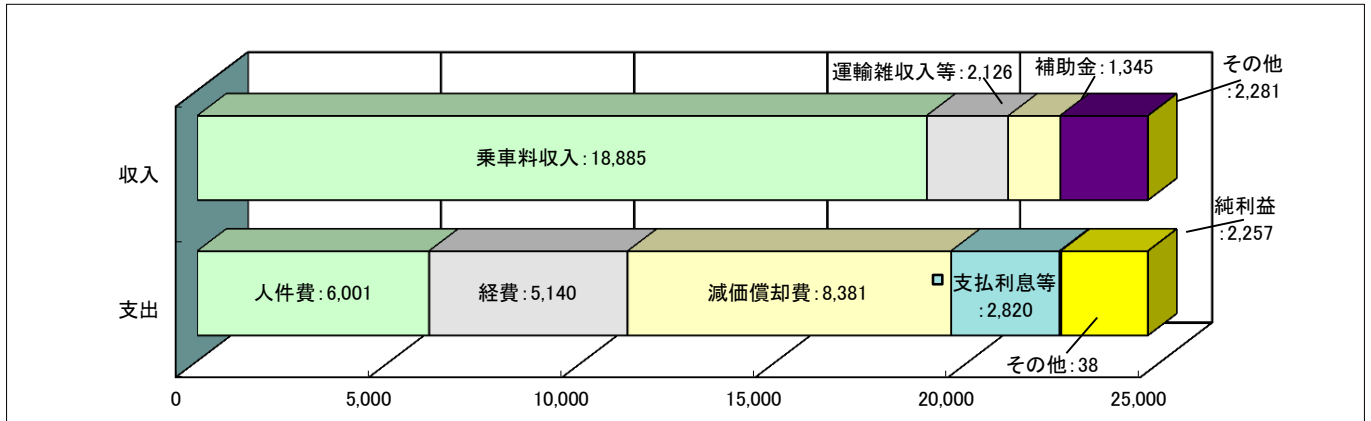 運輸雑収入等:2,126
補助金:1,345
その他
:2,281
収入
乗車料収入:18,885
純利益
:2,257
支出
人件費:6,001
経費:5,140
減価償却費:8,381
支払利息等
:2,820
その他:38
0 5,000 10,000 15,000 20,000 25,000